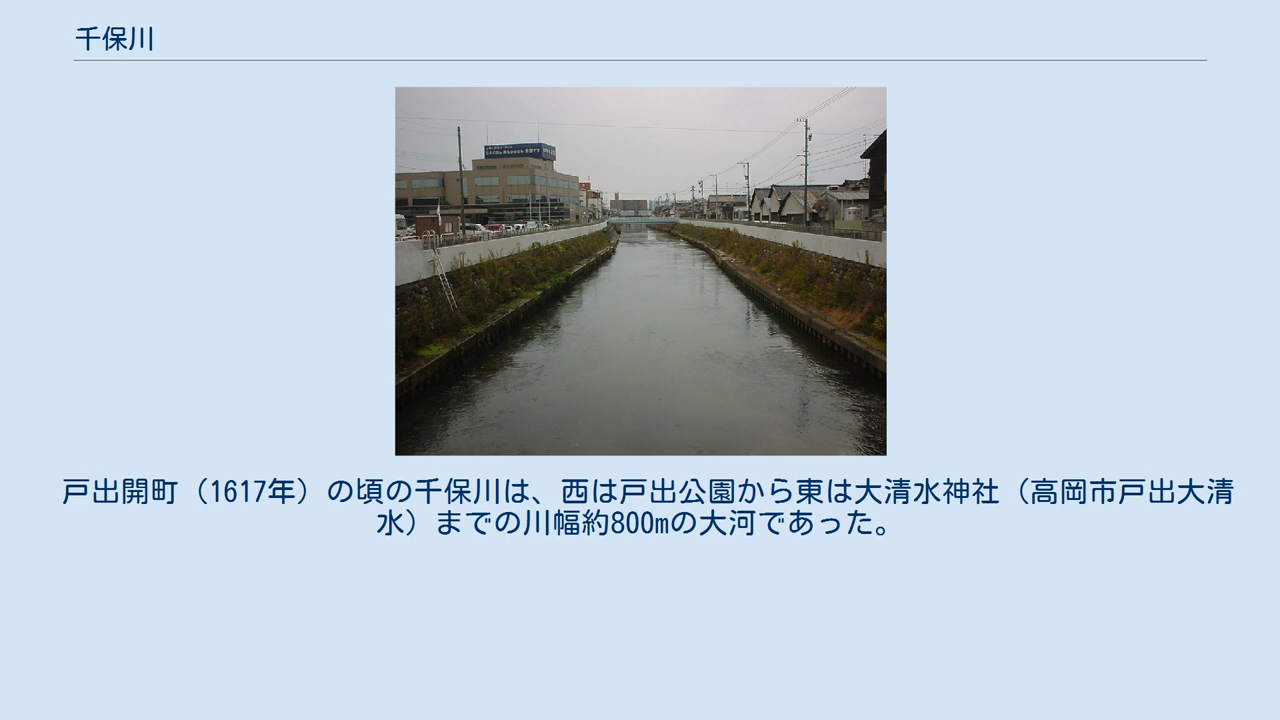 千保川
戸出開町（1617年）の頃の千保川は、西は戸出公園から東は大清水神社（高岡市戸出大清
水）までの川幅約800mの大河であった。